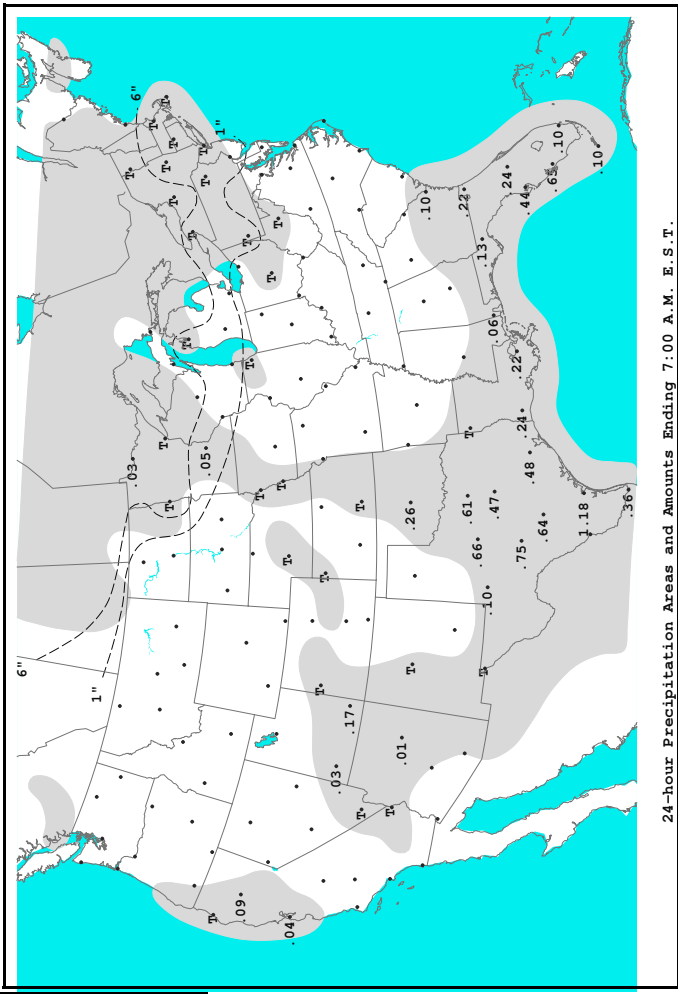 6"
1"
.03
T
6"
T
T
T
T
T
T
T
T
T
T
.05
T
T
1"
.09
T
T
T
T
T
T
T
.04
T
T
.03
.17
T
T
T
.01
T
.26
.10
.22
.61
T
.66
.13
T
.10
.06
.47
.24
.22
.75
.24
.44
.48
.64
.65
.10
1.18
.10
.36
24-hour Precipitation Areas and Amounts Ending 7:00 A.M. E.S.T.